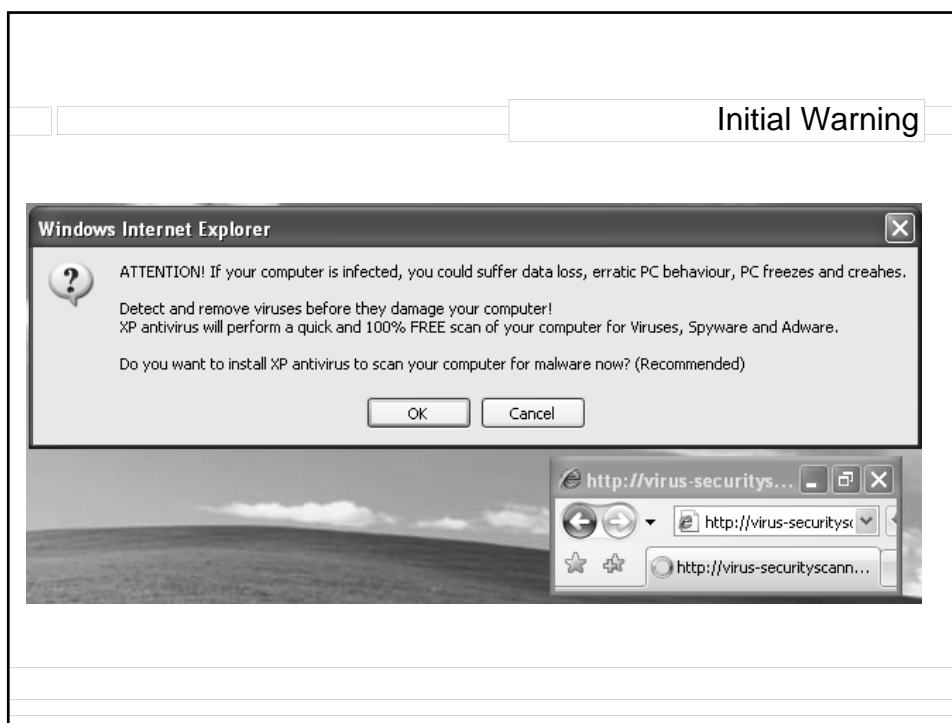 Initial Warning
Windows Internet Explorer
ATTENTION! If your computer is infected, you could suffer data loss, erratic PC behaviour, PC freezes and creahes.
Detect and remove viruses before they damage your computer!
XP antivirus will perform a quick and 100% FREE scan of your computer for Viruses, Spyware and Adware.
Do you want to install XP antivirus to scan your computer for malware now? (Recommended)
OK Cancel
http://virus-securitys...
http://virus-securitysc
http://virus-securityscann...